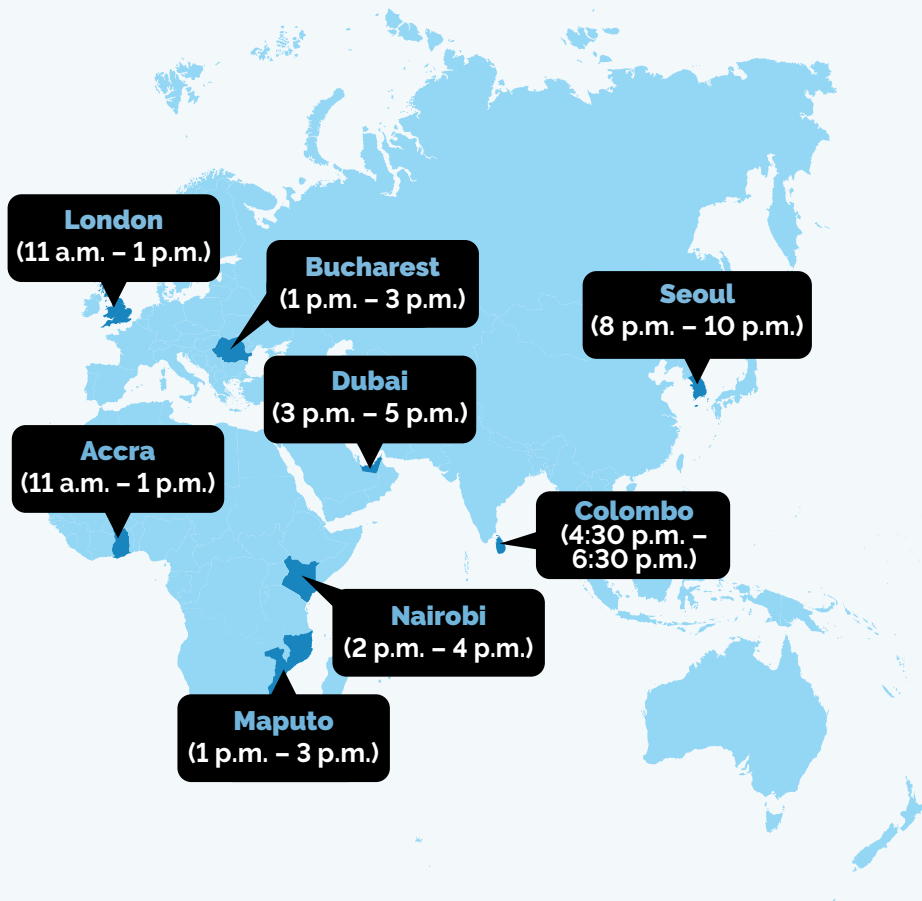 London
(11 a.m. – 1 p.m.)
Bucharest
(1 p.m. – 3 p.m.)
Seoul
(8 p.m. – 10 p.m.)
Dubai
(3 p.m. – 5 p.m.)
Accra
(11 a.m. – 1 p.m.)
Colombo
(4:30 p.m. –
6:30 p.m.)
Nairobi
(2 p.m. – 4 p.m.)
Maputo
(1 p.m. – 3 p.m.)